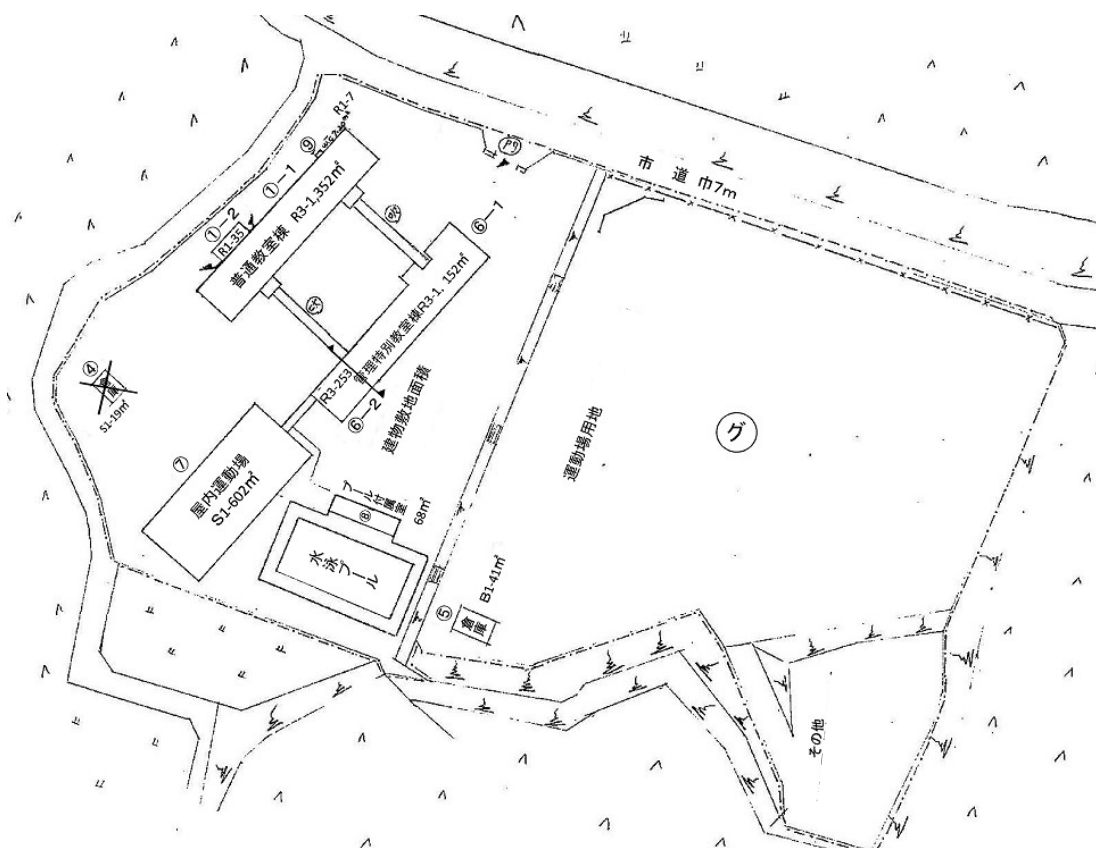 市道 巾7m
門
R1-7
⑨
①-1
①-2
R1-35
普通教室棟 R3-1,352㎡
⑥-1
管理特別教室棟R3-1,152㎡
R3-253
⑥-2
建物敷地面積
④
倉庫
S1-19㎡
⑦
屋内運動場
S1-602㎡
プール付属室
68㎡
⑧
水泳プール
⑤
倉庫
B1-41㎡
運動場用地
グ
その他